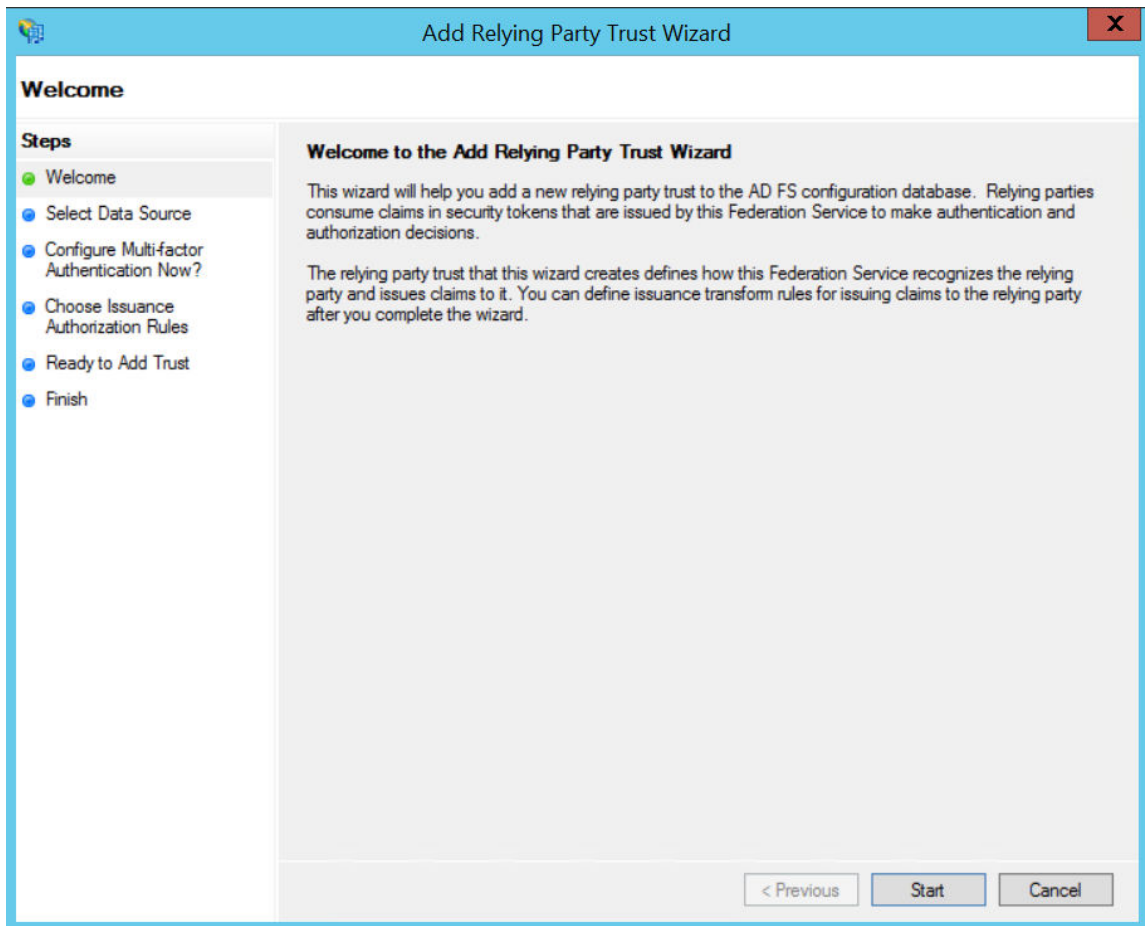 Add Relying Party Trust Wizard
X
Welcome
Steps
Welcome
Select Data Source
Configure Multi-factor
Authentication Now?
Choose Issuance
Authorization Rules
Ready to Add Trust
Finish
Welcome to the Add Relying Party Trust Wizard
This wizard will help you add a new relying party trust to the AD FS configuration database.  Relying parties
consume claims in security tokens that are issued by this Federation Service to make authentication and
authorization decisions.
The relying party trust that this wizard creates defines how this Federation Service recognizes the relying
party and issues claims to it. You can define issuance transform rules for issuing claims to the relying party
after you complete the wizard.
< Previous
Start
Cancel